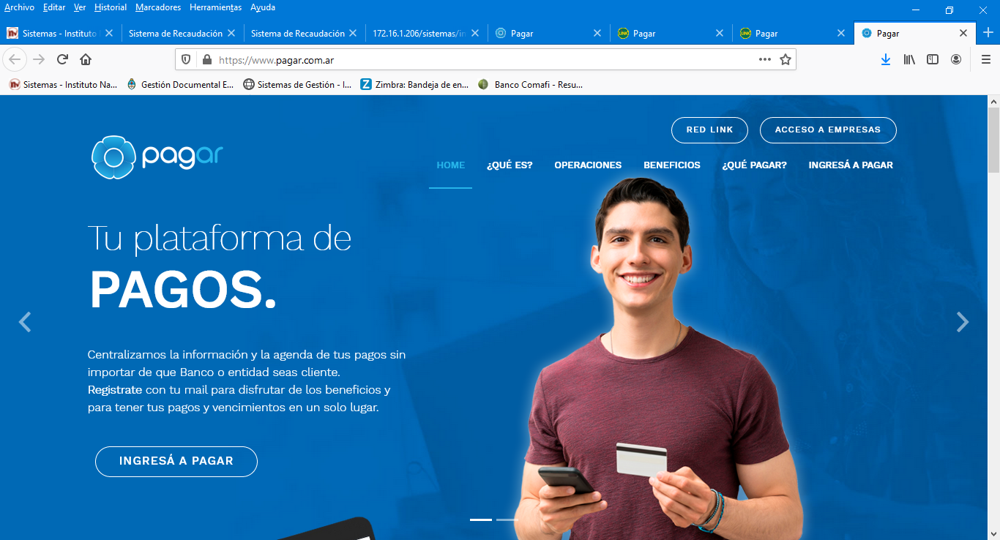 Archivo Editar Ver Historial Marcadores Herramientas Ayuda
Sistemas - Instituto Sistema de Recaudación Sistema de Recaudación 172.16.1.206/sistemas/in Pagar Pagar Pagar Pagar
https://www.pagar.com.ar
Sistemas - Instituto Na... Gestión Documental E... Sistemas de Gestión - I... Zimbra: Bandeja de en... Banco Comafi - Resu...
RED LINK ACCESO A EMPRESAS
pagar
HOME ¿QUÉ ES? OPERACIONES BENEFICIOS ¿QUÉ PAGAR? INGRESÁ A PAGAR
Tu plataforma de
PAGOS.
Centralizamos la información y la agenda de tus pagos sin
importar de que Banco o entidad seas cliente.
Registrate con tu mail para disfrutar de los beneficios y
para tener tus pagos y vencimientos en un solo lugar.
INGRESÁ A PAGAR